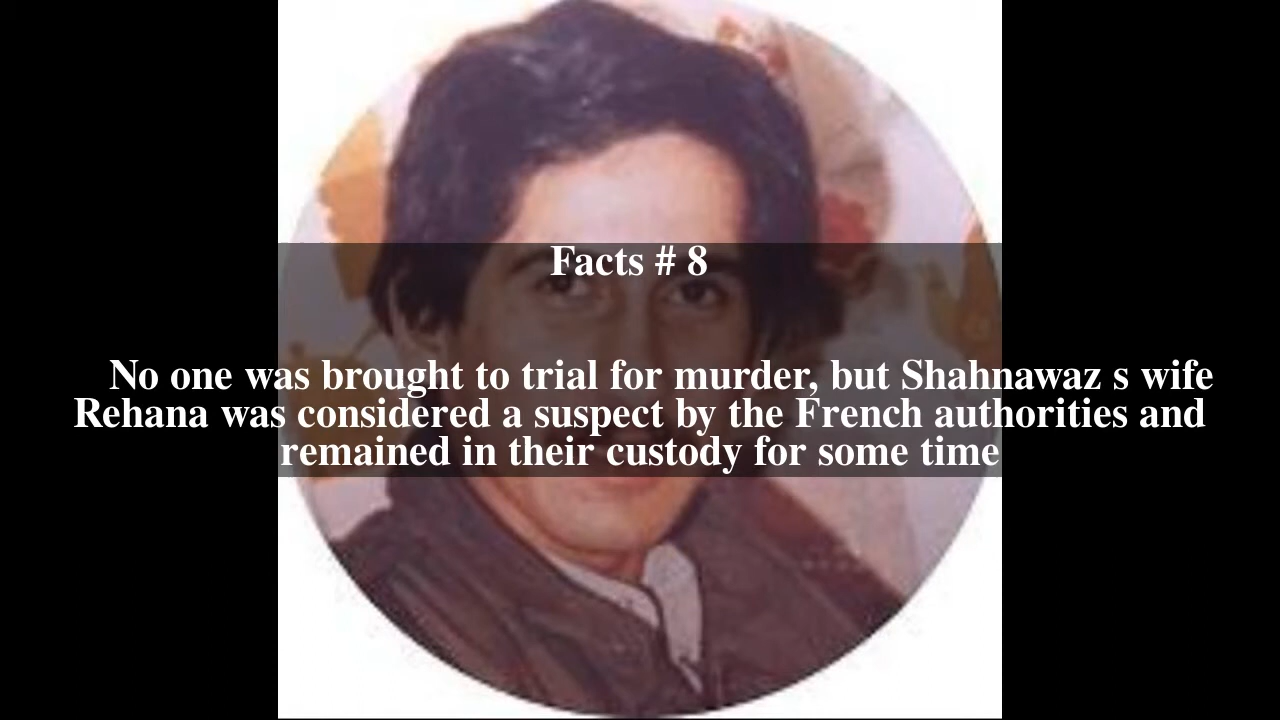 Facts # 8
No one was brought to trial for murder, but Shahnawaz s wife
Rehana was considered a suspect by the French authorities and
remained in their custody for some time